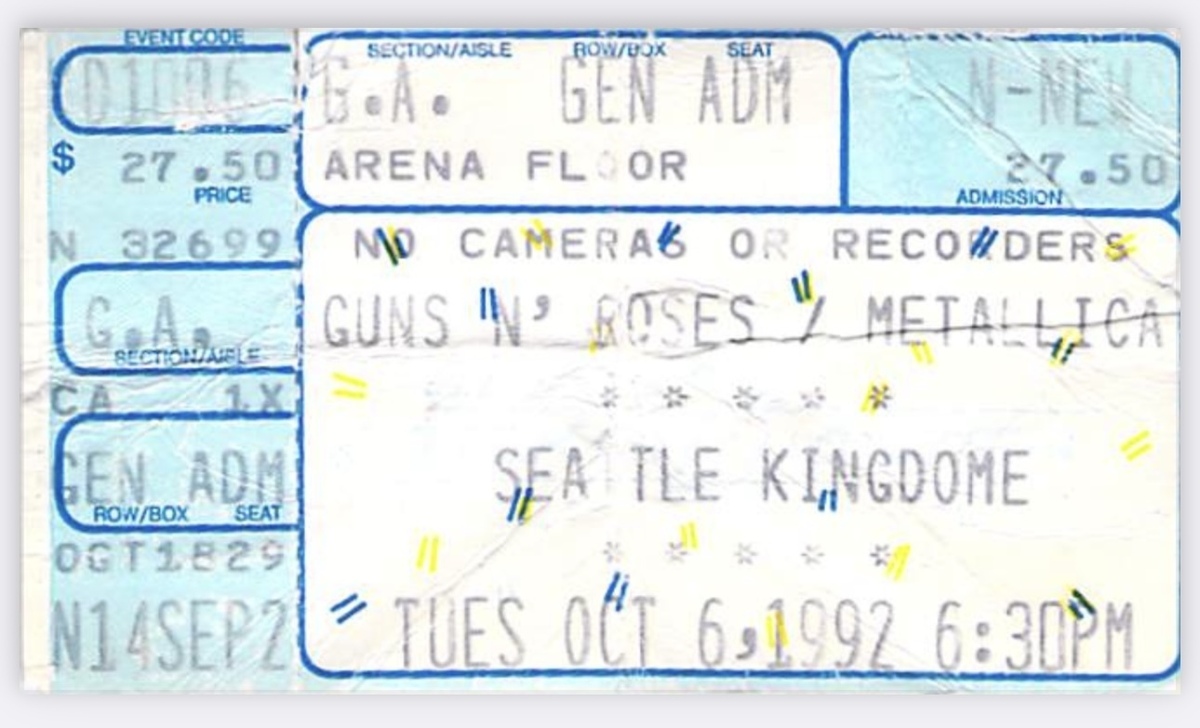 EVENT CODE
$ 27.50
PRICE
N 32699
G.A.
SECTION/AISLE
CA 1X
GEN ADM
ROW/BOX SEAT
OGT1829
N14SEP2
SECTION/AISLE ROW/BOX SEAT
G.A. GEN ADM
ARENA FLOOR
N-NEW
27.50
ADMISSION
NO CAMERAS OR RECORDERS
GUNS N' ROSES / METALLICA
* * * * *
SEATTLE KINGDOME
* * * * *
TUES OCT 6,1992 6:30PM